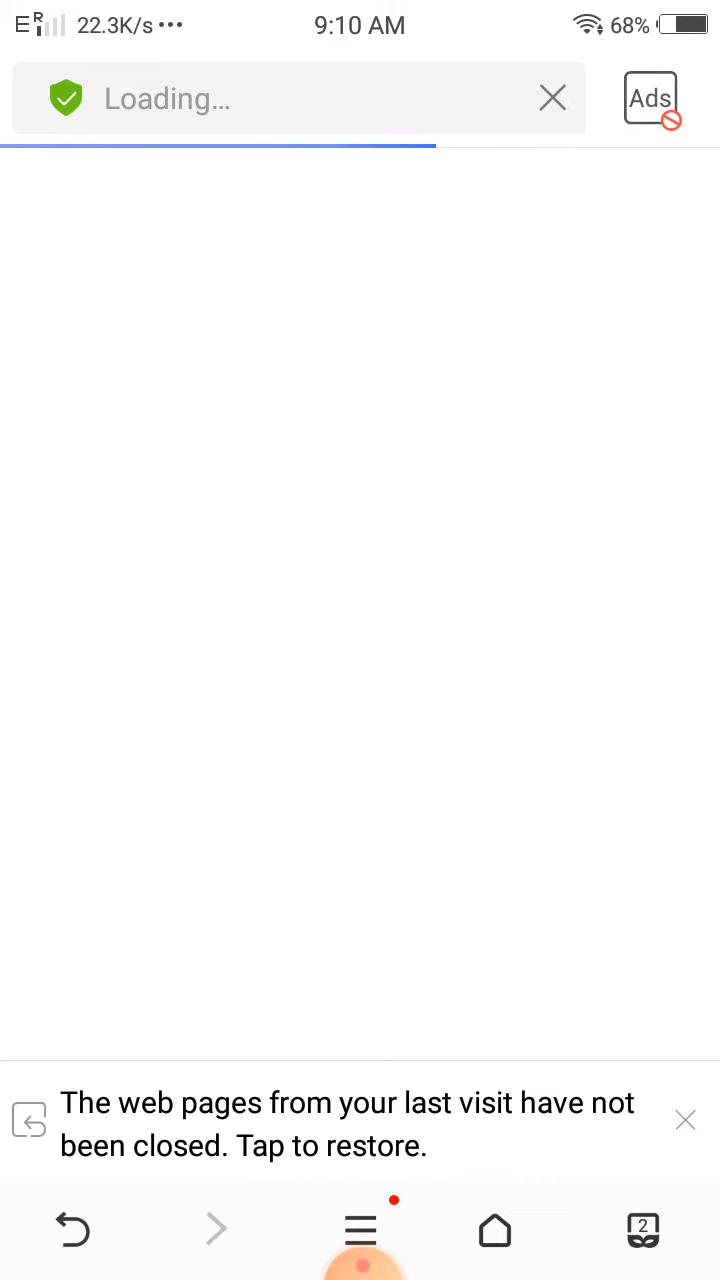 E R 22.3K/s ••• 9:10 AM 68%
Loading... Ads
The web pages from your last visit have not
been closed. Tap to restore.
2